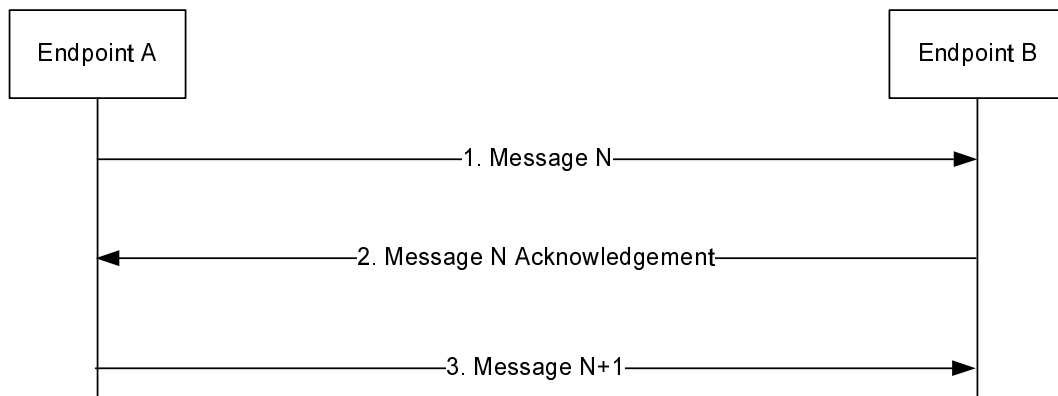 Endpoint A
Endpoint B
1. Message N
2. Message N Acknowledgement
3. Message N+1